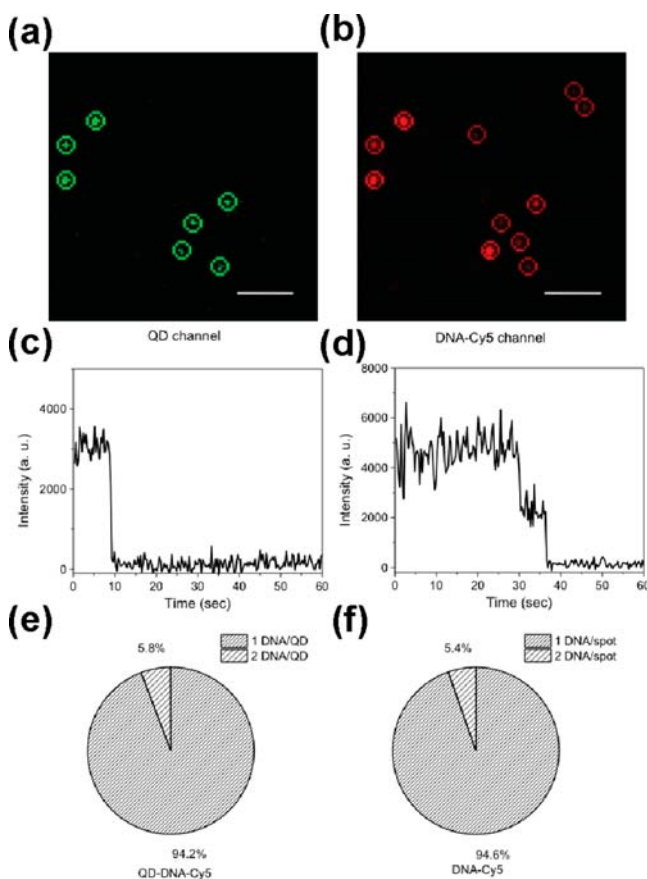 (a)
(b)
QD channel
DNA-Cy5 channel
(c)
(d)
4000
2000
0
Intensity (a. u.)
0 10 20 30 40 50 60
Time (sec)
8000
6000
4000
2000
0
Intensity (a. u.)
0 10 20 30 40 50 60
Time (sec)
(e)
(f)
1 DNA/QD
2 DNA/QD
5.8%
94.2%
QD-DNA-Cy5
1 DNA/spot
2 DNA/spot
5.4%
94.6%
DNA-Cy5